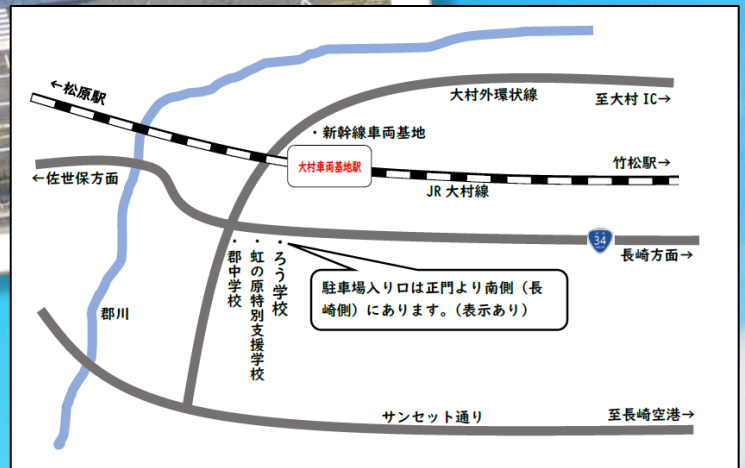 ←松原駅
大村外環状線
至大村 IC→
・新幹線車両基地
大村車両基地駅
竹松駅→
←佐世保方面
JR 大村線
34
長崎方面→
・ろう学校
・虹の原特別支援学校
・郡中学校
駐車場入り口は正門より南側（長
崎側）にあります。（表示あり）
郡川
サンセット通り
至長崎空港→